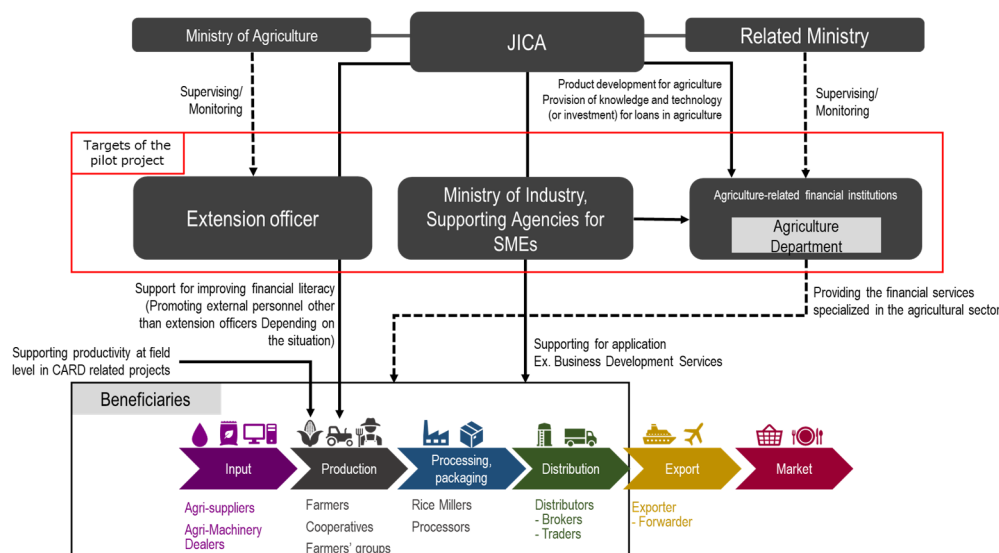 Ministry of Agriculture
JICA
Related Ministry
Supervising/
Monitoring
Product development for agriculture
Provision of knowledge and technology
(or investment) for loans in agriculture
Supervising/
Monitoring
Targets of the
pilot project
Extension officer
Ministry of Industry,
Supporting Agencies for
SMEs
Agriculture-related financial institutions
Agriculture
Department
Support for improving financial literacy
(Promoting external personnel other
than extension officers Depending on
the situation)
Providing the financial services
specialized in the agricultural sector
Supporting productivity at field
level in CARD related projects
Supporting for application
Ex. Business Development Services
Beneficiaries
Input
Production
Processing,
packaging
Distribution
Export
Market
Agri-suppliers
Agri-Machinery
Dealers
Farmers
Cooperatives
Farmers' groups
Rice Millers
Processors
Distributors
- Brokers
- Traders
Exporter
- Forwarder